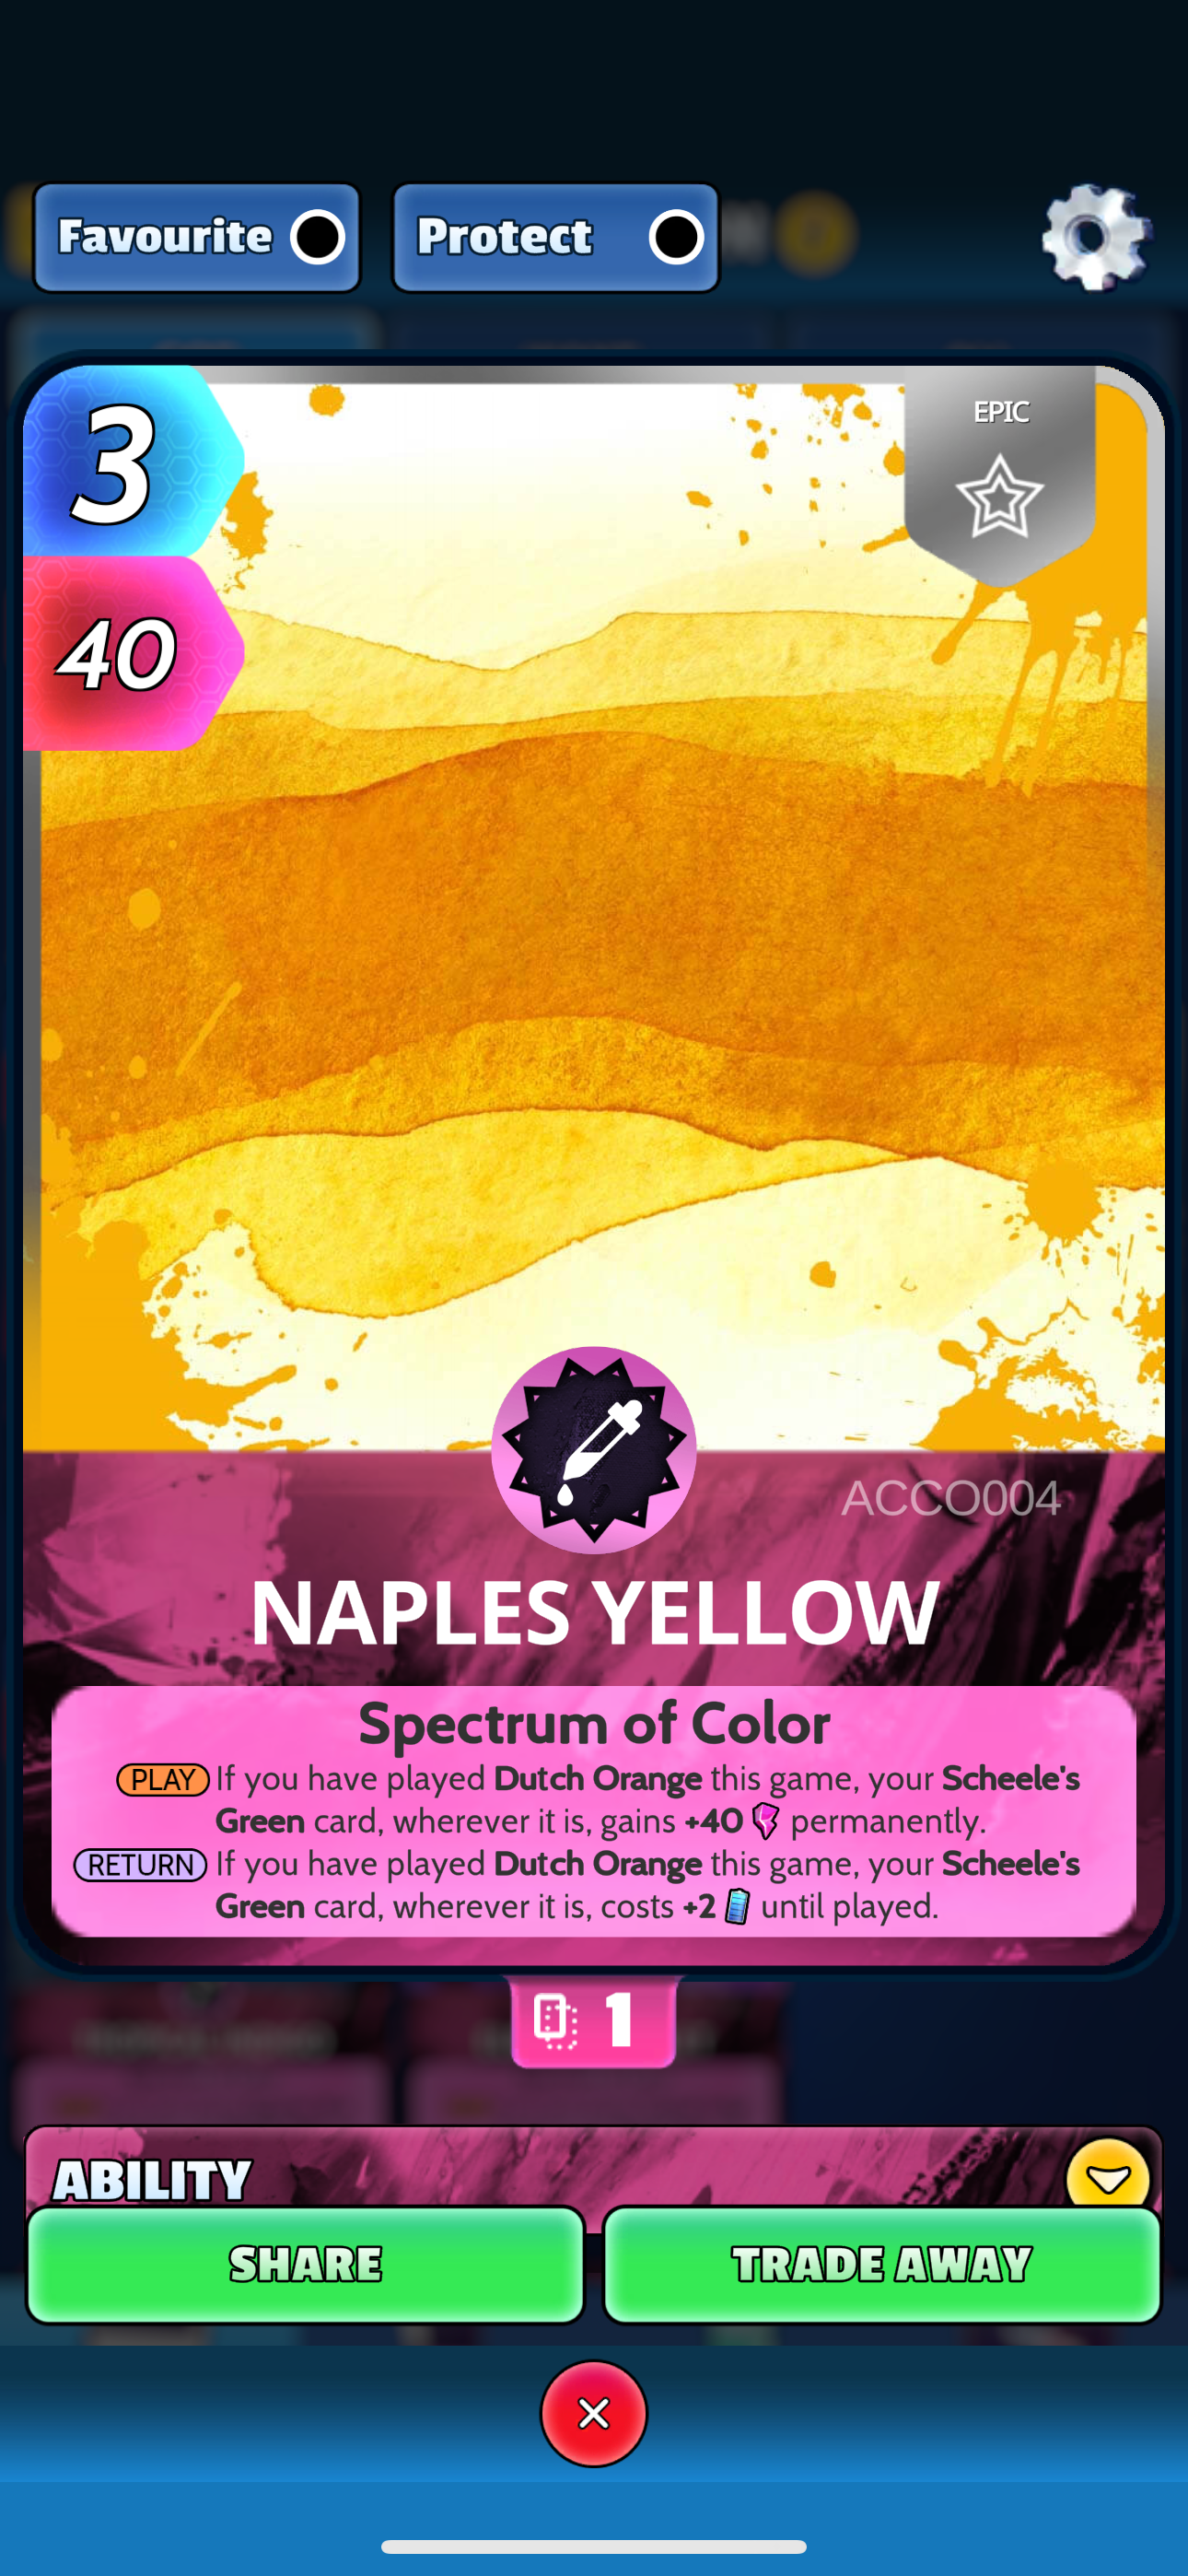 Favourite
Protect
3
EPIC
40
ACCO004
NAPLES YELLOW
Spectrum of Color
PLAY If you have played Dutch Orange this game, your Scheele's
Green card, wherever it is, gains +40 permanently.
RETURN If you have played Dutch Orange this game, your Scheele's
Green card, wherever it is, costs +2 until played.
1
ABILITY
SHARE
TRADE AWAY